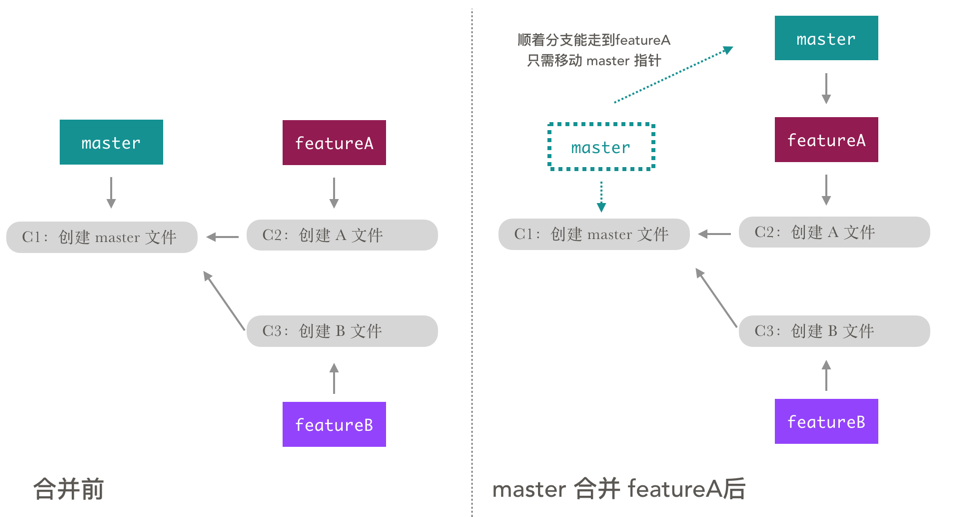 master
featureA
C1：创建 master 文件
C2：创建 A 文件
C3：创建 B 文件
featureB
合并前
顺着分支能走到featureA
只需移动 master 指针
master
master
featureA
C1：创建 master 文件
C2：创建 A 文件
C3：创建 B 文件
featureB
master 合并 featureA后